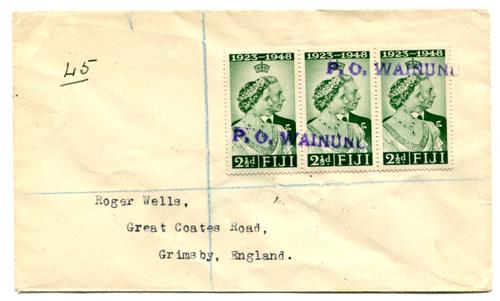 45
1923-1948 1923-1948 1923-1948
P. O. WAINUNU
P. O. WAINUNU
2½d FIJI 2½d FIJI 2½d FIJI
Roger Wells,
Great Coates Road,
Grimsby, England.